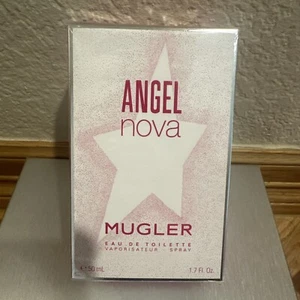 ANGEL
nova
MUGLER
EAU DE TOILETTE
VAPORISATEUR - SPRAY
℮ 50 mL 1.7 Fl. Oz.